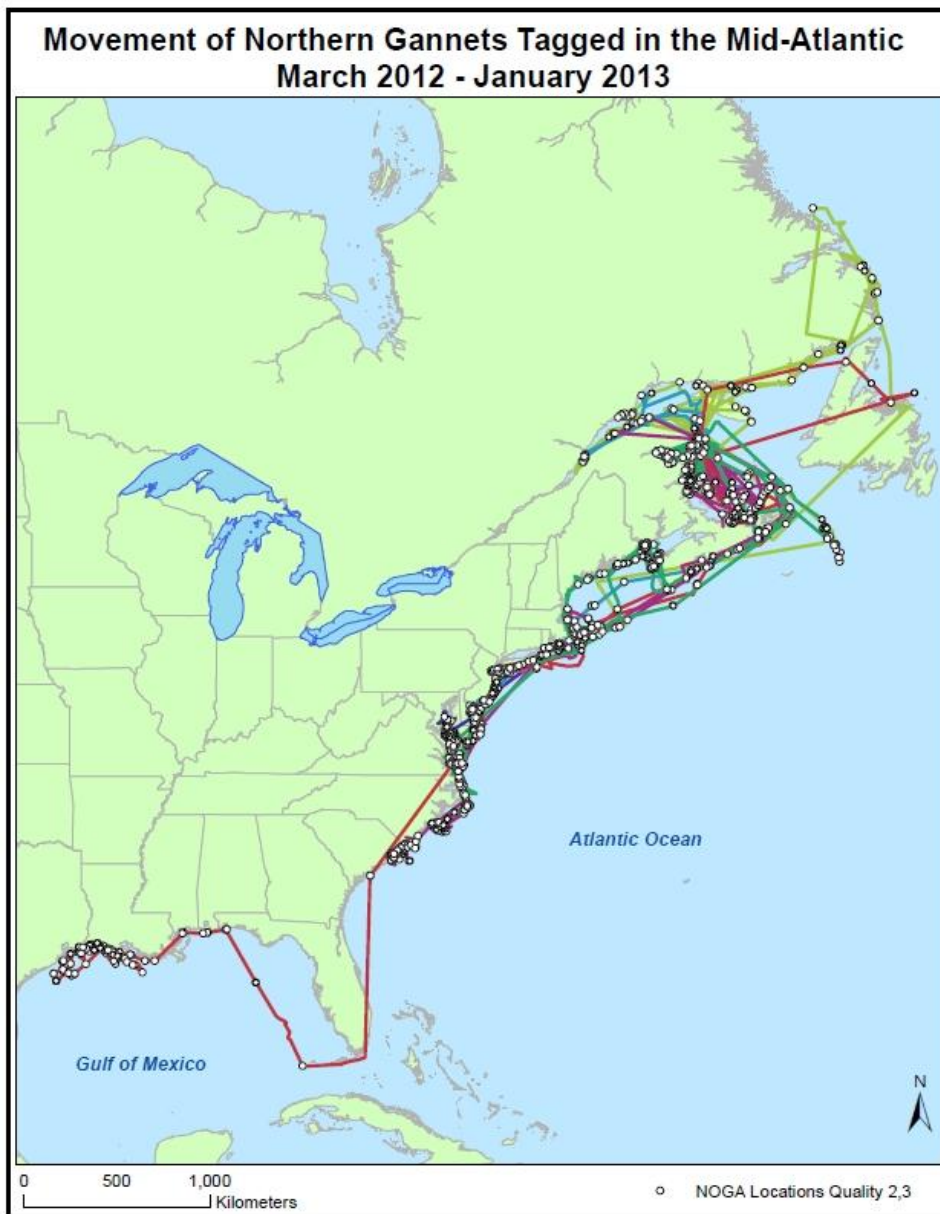 Movement of Northern Gannets Tagged in the Mid-Atlantic
March 2012 - January 2013
Atlantic Ocean
Gulf of Mexico
N
0 500 1,000
Kilometers
NOGA Locations Quality 2,3